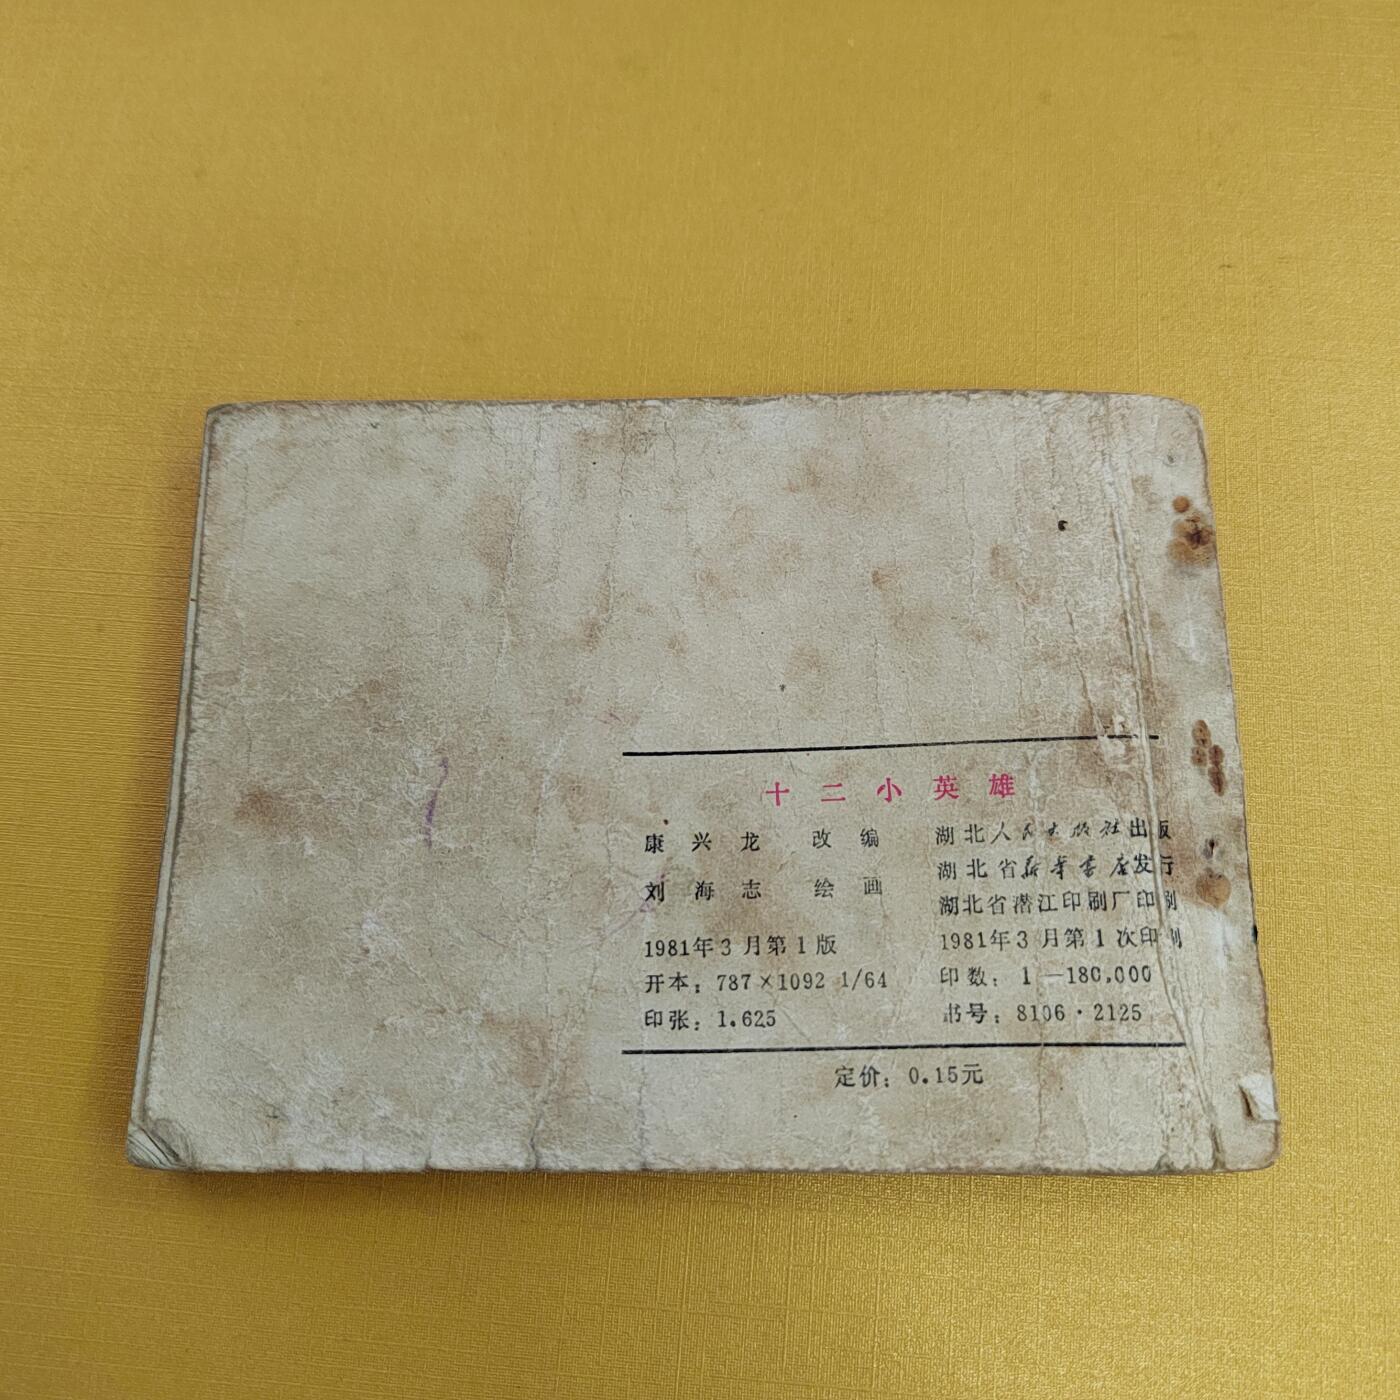 十二小英雄
康兴龙 改编
刘海志 绘画
1981年3月第1版
开本：787×1092 1/64
印张：1.625
湖北人民出版社出版
湖北省新华书店发行
湖北省潜江印刷厂印刷
1981年3月第1次印刷
印数：1—180,000
书号：8106·2125
定价：0.15元